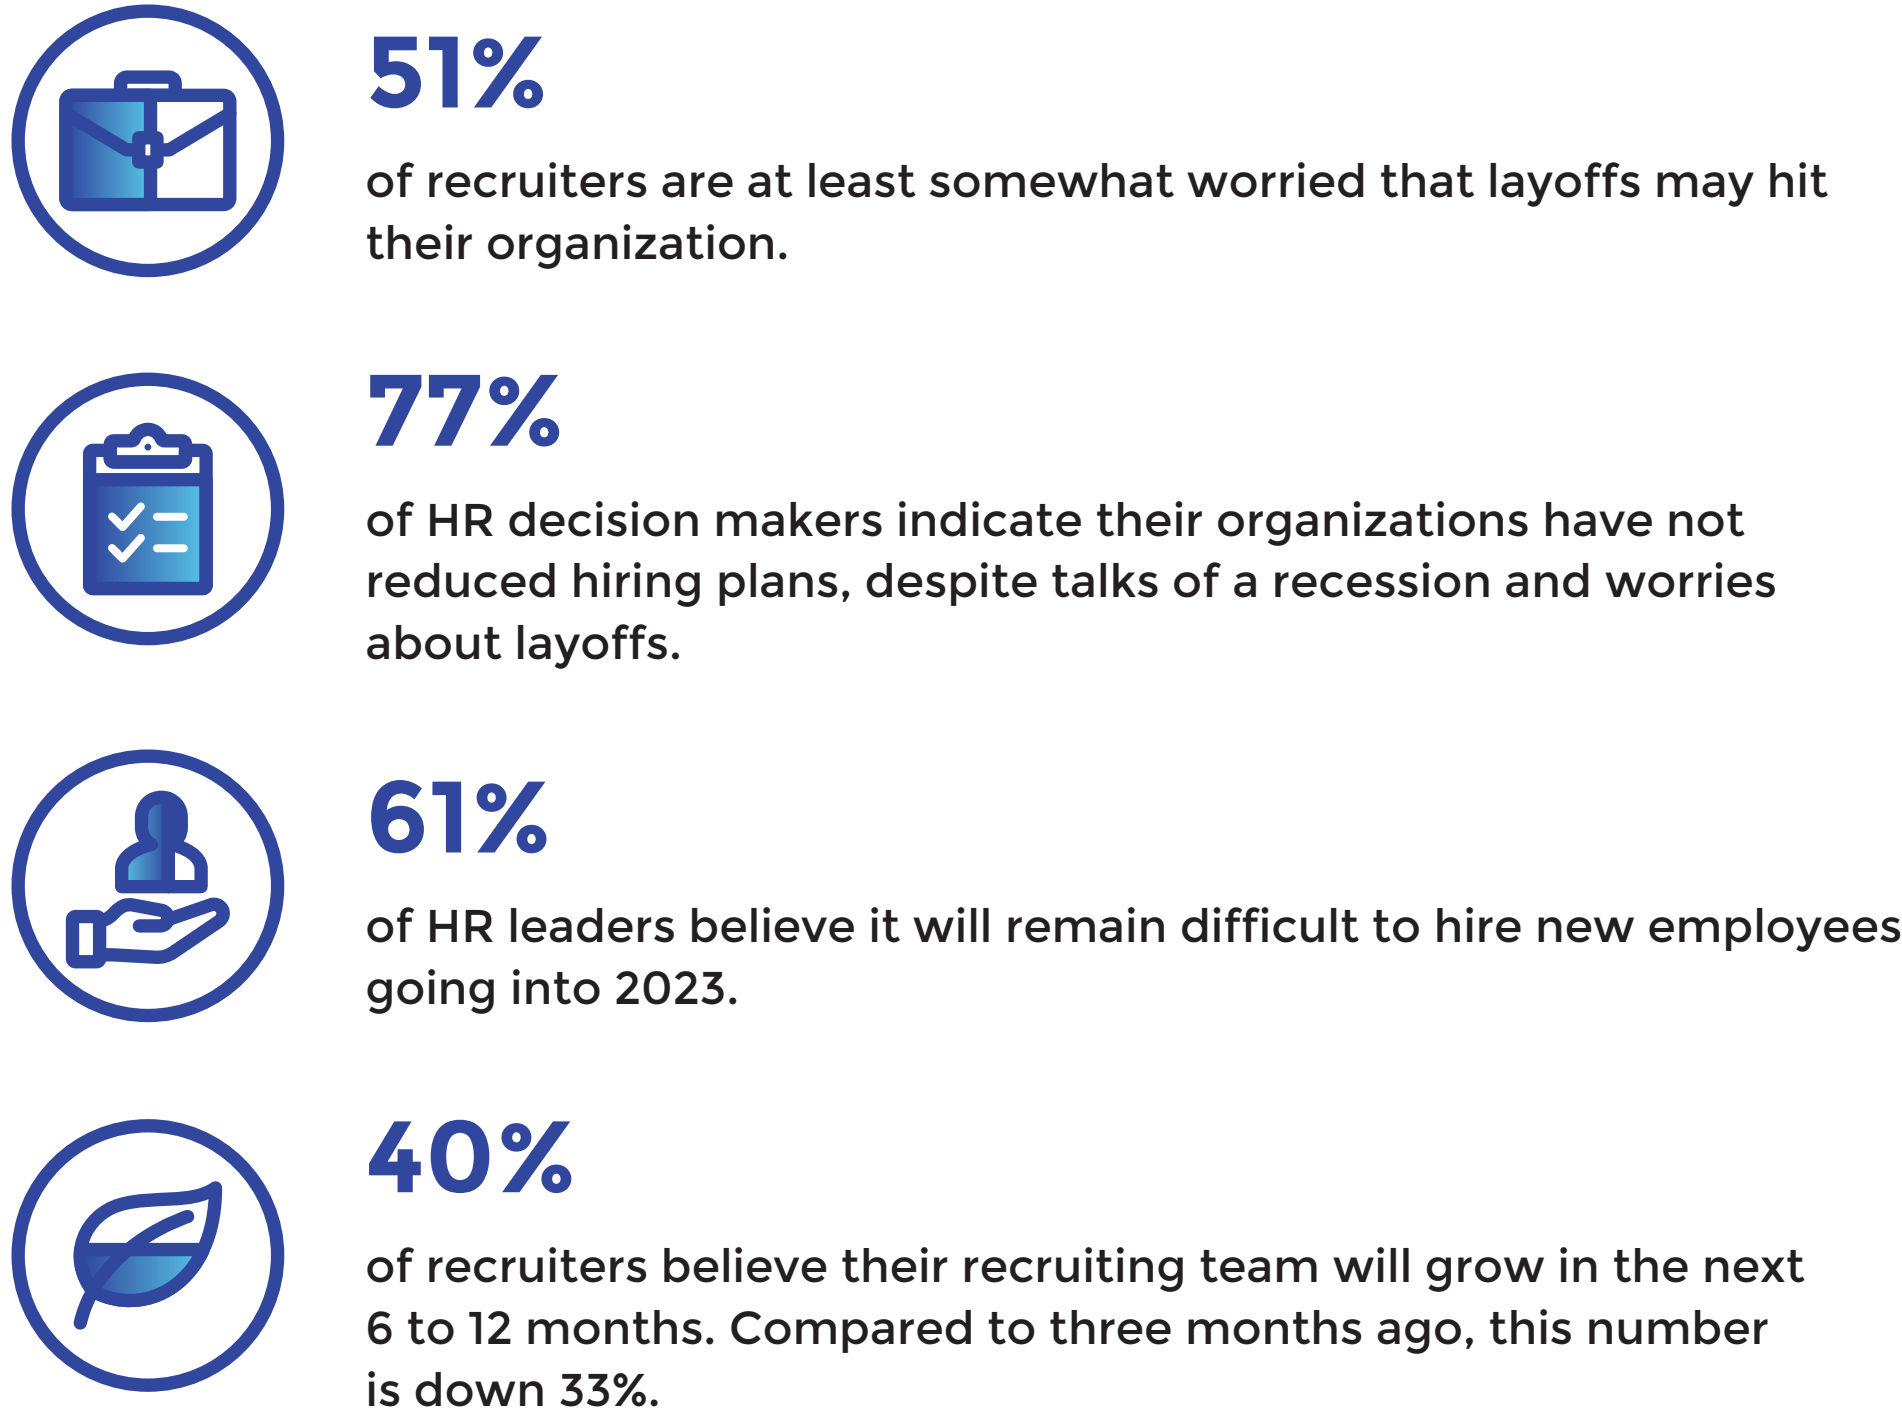 51%
of recruiters are at least somewhat worried that layoffs may hit
their organization.
77%
of HR decision makers indicate their organizations have not
reduced hiring plans, despite talks of a recession and worries
about layoffs.
61%
of HR leaders believe it will remain difficult to hire new employees
going into 2023.
40%
of recruiters believe their recruiting team will grow in the next
6 to 12 months. Compared to three months ago, this number
is down 33%.